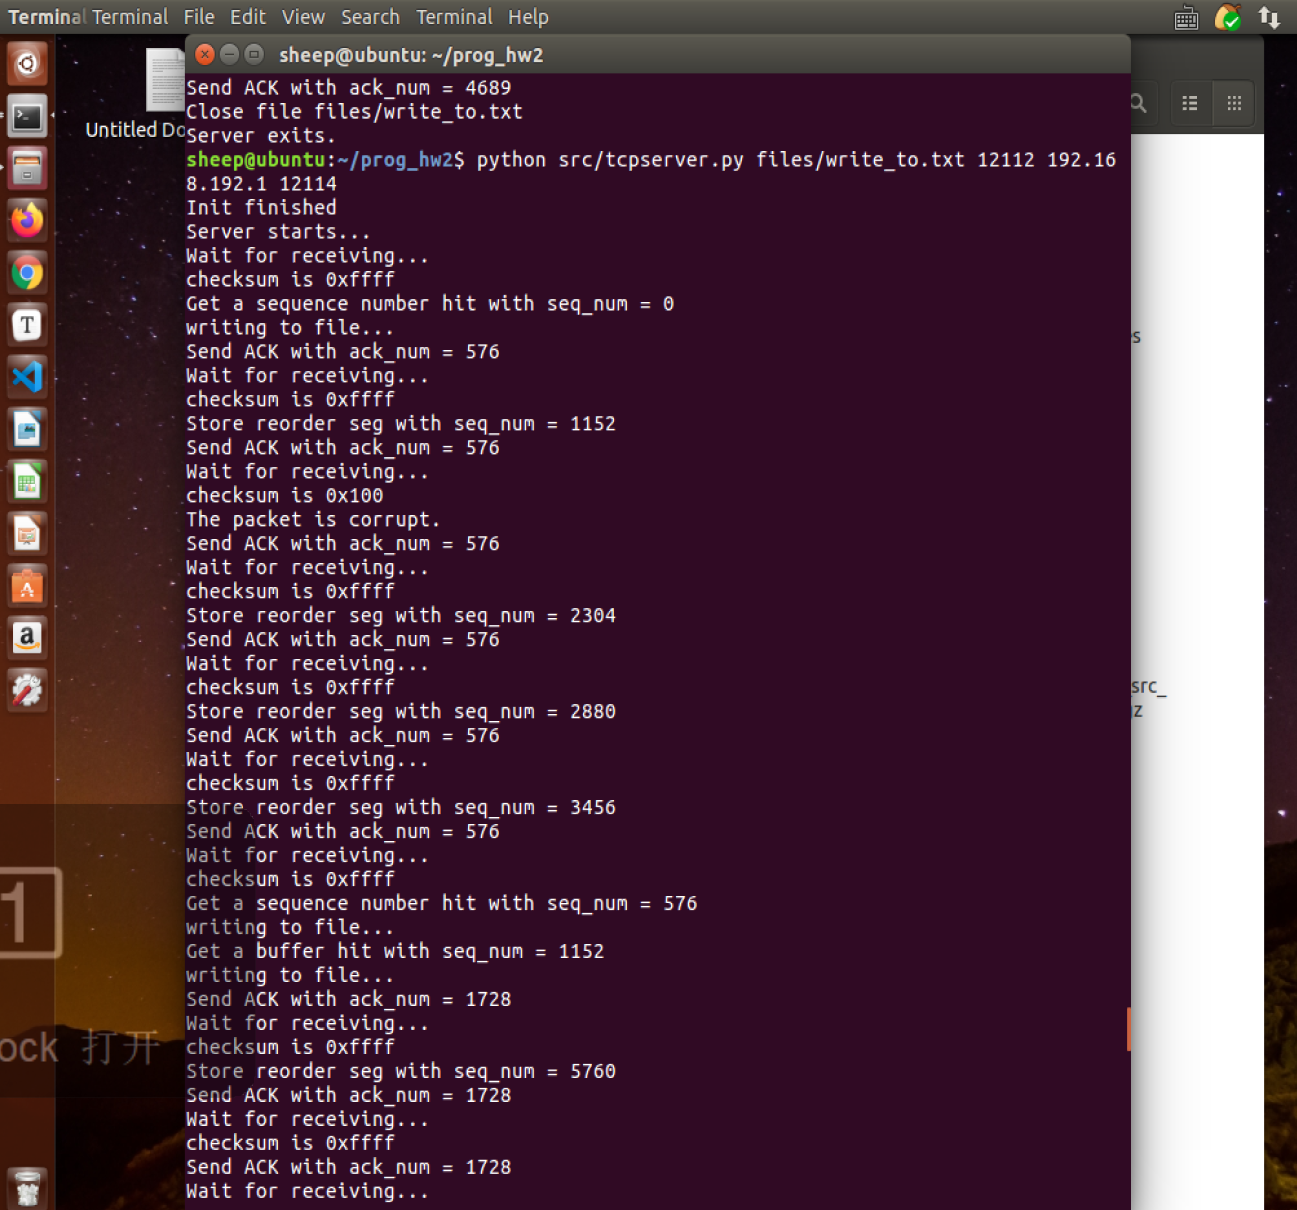 Terminal Terminal File Edit View Search Terminal Help
sheep@ubuntu: ~/prog_hw2
Untitled Do
Send ACK with ack_num = 4689
Close file files/write_to.txt
Server exits.
sheep@ubuntu:~/prog_hw2$ python src/tcpserver.py files/write_to.txt 12112 192.16
8.192.1 12114
Init finished
Server starts...
Wait for receiving...
checksum is 0xffff
Get a sequence number hit with seq_num = 0
writing to file...
Send ACK with ack_num = 576
Wait for receiving...
checksum is 0xffff
Store reorder seg with seq_num = 1152
Send ACK with ack_num = 576
Wait for receiving...
checksum is 0x100
The packet is corrupt.
Send ACK with ack_num = 576
Wait for receiving...
checksum is 0xffff
Store reorder seg with seq_num = 2304
Send ACK with ack_num = 576
Wait for receiving...
checksum is 0xffff
Store reorder seg with seq_num = 2880
Send ACK with ack_num = 576
Wait for receiving...
checksum is 0xffff
Store reorder seg with seq_num = 3456
Send ACK with ack_num = 576
Wait for receiving...
checksum is 0xffff
Get a sequence number hit with seq_num = 576
writing to file...
Get a buffer hit with seq_num = 1152
writing to file...
Send ACK with ack_num = 1728
Wait for receiving...
checksum is 0xffff
Store reorder seg with seq_num = 5760
Send ACK with ack_num = 1728
Wait for receiving...
checksum is 0xffff
Send ACK with ack_num = 1728
Wait for receiving...
1
ock 打开
s
src_
z